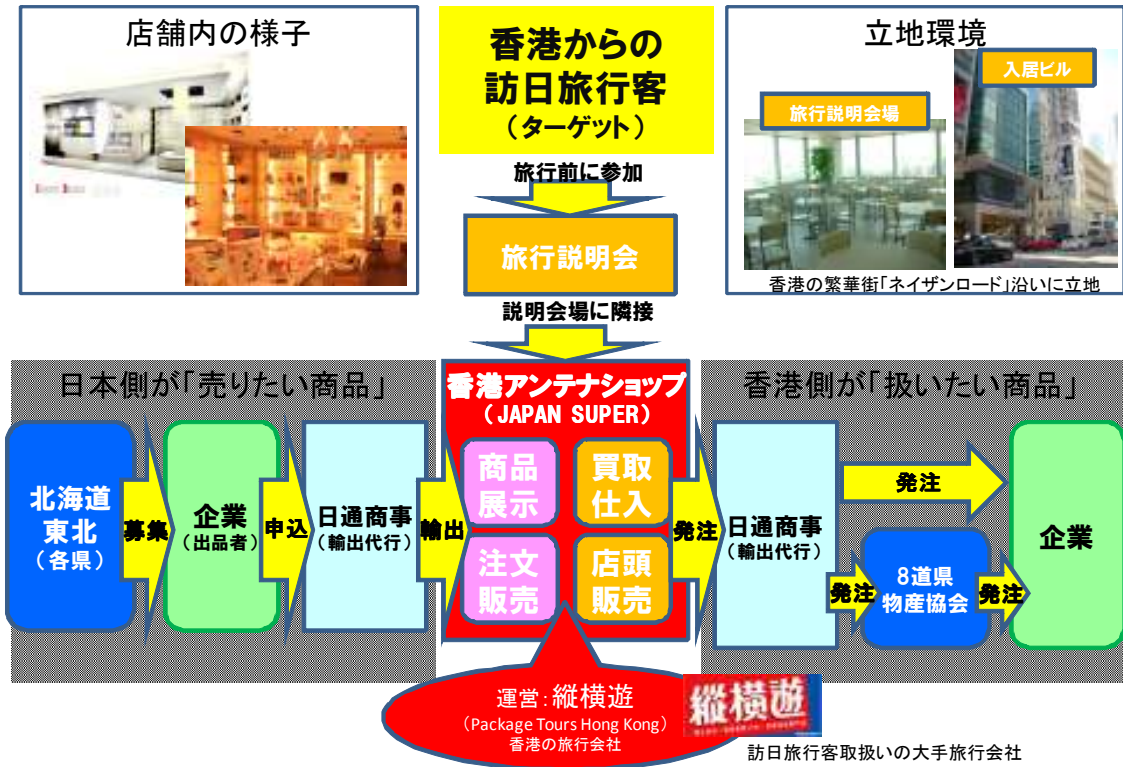 店舗内の様子
香港からの
訪日旅行客
（ターゲット）
立地環境
入居ビル
旅行説明会場
香港の繁華街「ネイザンロード」沿いに立地
旅行前に参加
旅行説明会
説明会場に隣接
日本側が「売りたい商品」
香港アンテナショップ
（JAPAN SUPER）
香港側が「扱いたい商品」
北海道
東北
（各県）
募集
企業
（出品者）
申込
日通商事
（輸出代行）
輸出
商品
展示
買取
仕入
注文
販売
店頭
販売
発注
日通商事
（輸出代行）
発注
発注
8道県
物産協会
発注
企業
運営：縦横遊
（Package Tours Hong Kong）
香港の旅行会社
縱橫遊
訪日旅行客取扱いの大手旅行会社